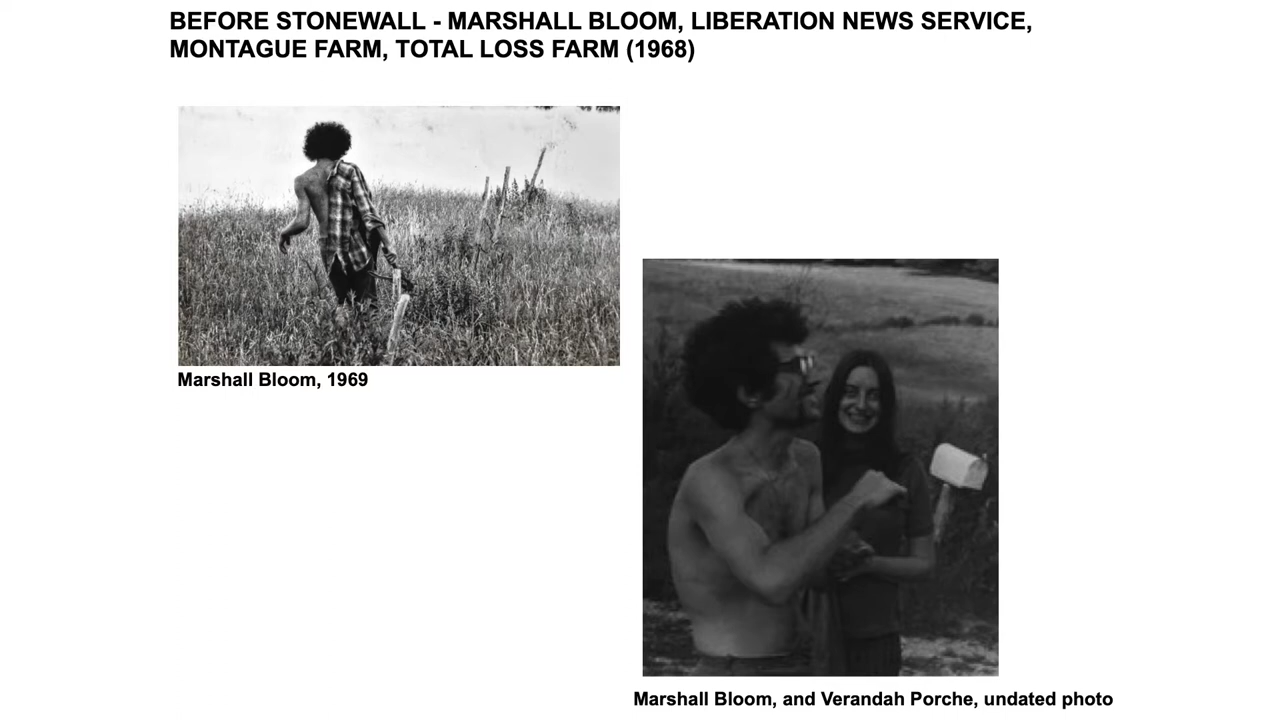 BEFORE STONEWALL - MARSHALL BLOOM, LIBERATION NEWS SERVICE,
MONTAGUE FARM, TOTAL LOSS FARM (1968)
Marshall Bloom, 1969
Marshall Bloom, and Verandah Porche, undated photo